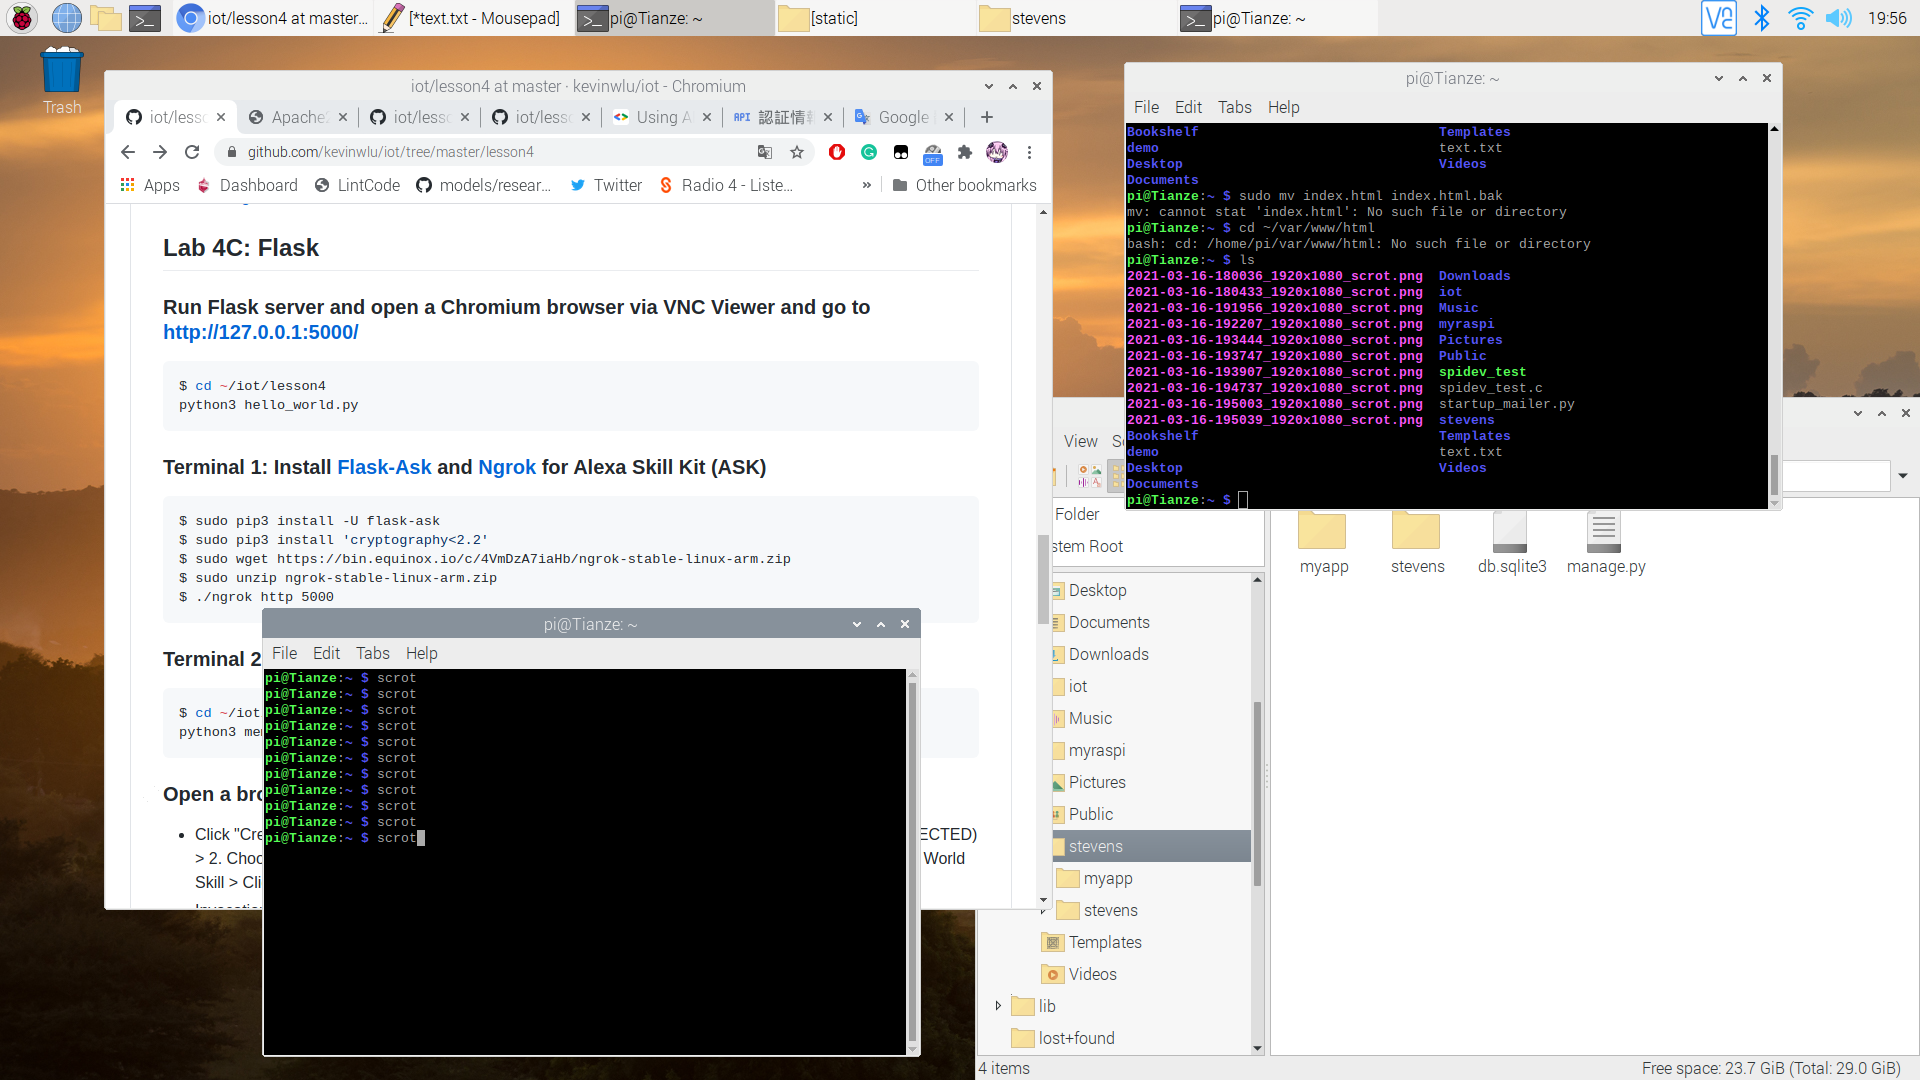 iot/lesson4 at master...
[*text.txt - Mousepad]
pi@Tianze: ~
[static]
stevens
pi@Tianze: ~
19:56
Trash
iot/lesson4 at master · kevinwlu/iot - Chromium
iot/lesso
Apache2
iot/lesso
iot/lesso
Using A
API 認証情報
Google
github.com/kevinwlu/iot/tree/master/lesson4
OFF
Apps
Dashboard
LintCode
models/resear...
Twitter
Radio 4 - Liste...
»
Other bookmarks
Lab 4C: Flask
Run Flask server and open a Chromium browser via VNC Viewer and go to
http://127.0.0.1:5000/
$ cd ~/iot/lesson4
python3 hello_world.py
Terminal 1: Install Flask-Ask and Ngrok for Alexa Skill Kit (ASK)
$ sudo pip3 install -U flask-ask
$ sudo pip3 install 'cryptography<2.2'
$ sudo wget https://bin.equinox.io/c/4VmDzA7iaHb/ngrok-stable-linux-arm.zip
$ sudo unzip ngrok-stable-linux-arm.zip
$ ./ngrok http 5000
Terminal 2
$ cd ~/iot
python3 me
Open a bro
Click "Cre
ECTED)
> 2. Choo
World
Skill > Cli
pi@Tianze: ~
File Edit Tabs Help
pi@Tianze:~ $ scrot
pi@Tianze:~ $ scrot
pi@Tianze:~ $ scrot
pi@Tianze:~ $ scrot
pi@Tianze:~ $ scrot
pi@Tianze:~ $ scrot
pi@Tianze:~ $ scrot
pi@Tianze:~ $ scrot
pi@Tianze:~ $ scrot
pi@Tianze:~ $ scrot
pi@Tianze:~ $ scrot
pi@Tianze: ~
File Edit Tabs Help
Bookshelf Templates
demo text.txt
Desktop Videos
Documents
pi@Tianze:~ $ sudo mv index.html index.html.bak
mv: cannot stat 'index.html': No such file or directory
pi@Tianze:~ $ cd ~/var/www/html
bash: cd: /home/pi/var/www/html: No such file or directory
pi@Tianze:~ $ ls
2021-03-16-180036_1920x1080_scrot.png Downloads
2021-03-16-180433_1920x1080_scrot.png iot
2021-03-16-191956_1920x1080_scrot.png Music
2021-03-16-192207_1920x1080_scrot.png myraspi
2021-03-16-193444_1920x1080_scrot.png Pictures
2021-03-16-193747_1920x1080_scrot.png Public
2021-03-16-193907_1920x1080_scrot.png spidev_test
2021-03-16-194737_1920x1080_scrot.png spidev_test.c
2021-03-16-195003_1920x1080_scrot.png startup_mailer.py
2021-03-16-195039_1920x1080_scrot.png stevens
Bookshelf Templates
demo text.txt
Desktop Videos
Documents
pi@Tianze:~ $
View
Folder
stem Root
Desktop
Documents
Downloads
iot
Music
myraspi
Pictures
Public
stevens
myapp
stevens
Templates
Videos
lib
lost+found
myapp
stevens
db.sqlite3
manage.py
4 items
Free space: 23.7 GiB (Total: 29.0 GiB)